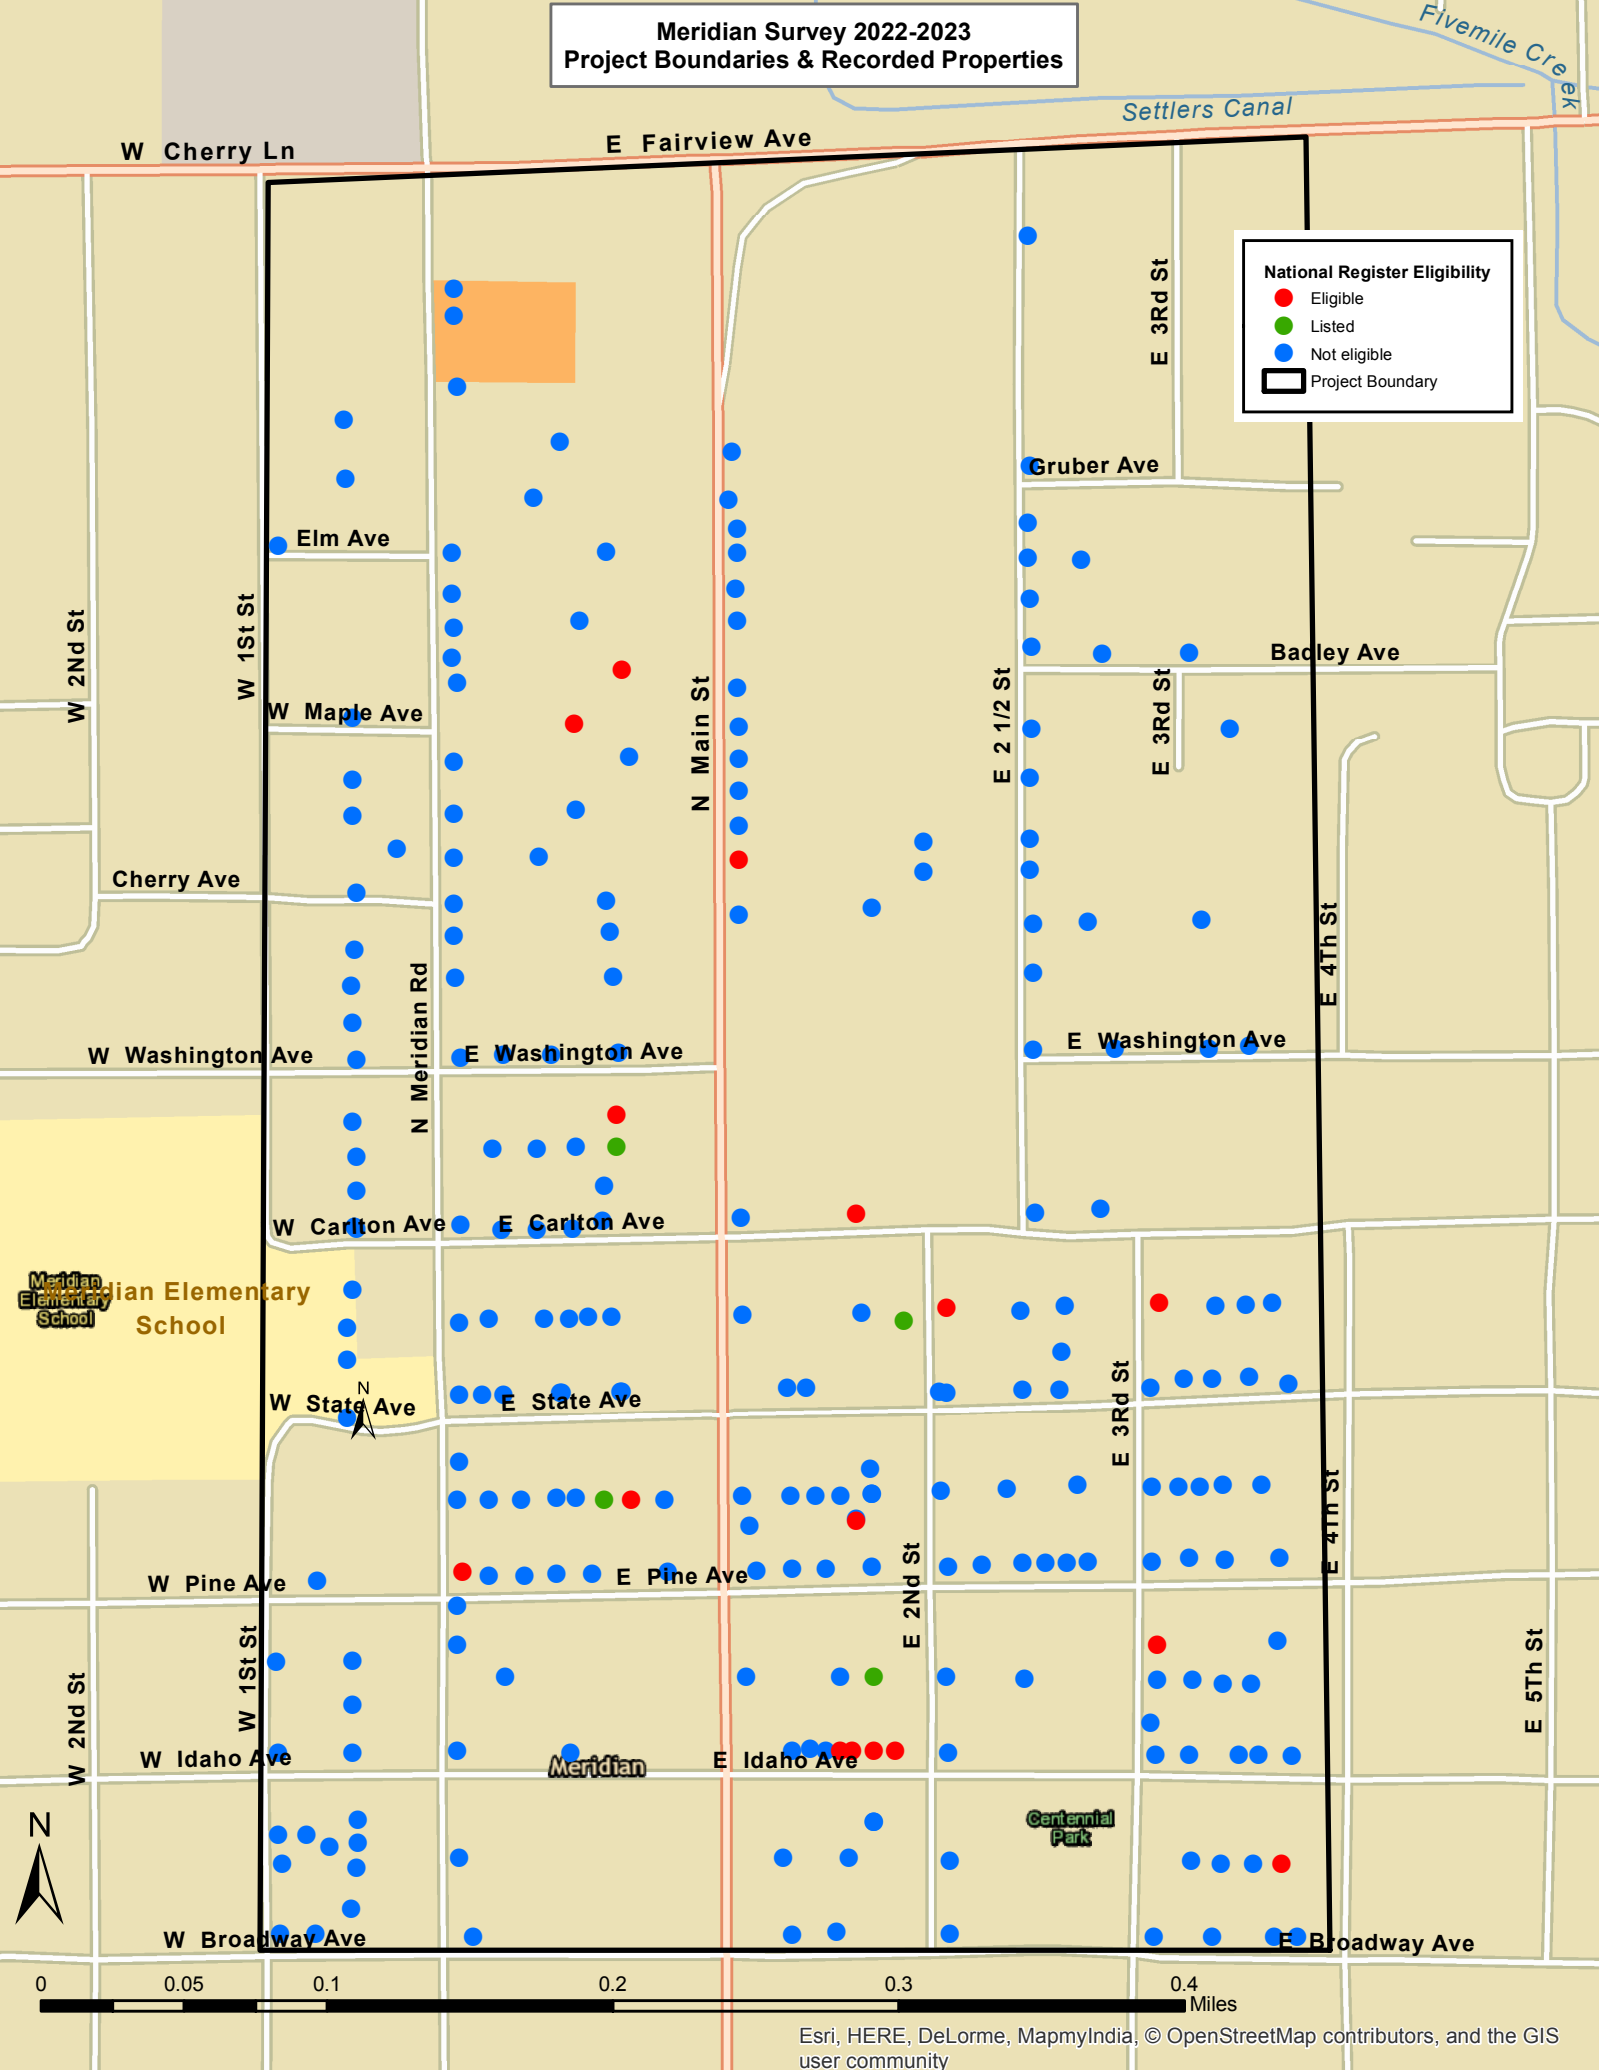 Meridian Survey 2022-2023
Project Boundaries & Recorded Properties
Fivemile Creek
Settlers Canal
W Cherry Ln
E Fairview Ave
National Register Eligibility
Eligible
Listed
Not eligible
Project Boundary
E 3Rd St
Gruber Ave
Elm Ave
W 2Nd St
W 1St St
Badley Ave
N Main St
E 2 1/2 St
E 3Rd St
W Maple Ave
Cherry Ave
E 4Th St
N Meridian Rd
W Washington Ave
E Washington Ave
E Washington Ave
W Carlton Ave
E Carlton Ave
Meridian
Elementary
School
Meridian Elementary
School
N
W State Ave
E State Ave
E 3Rd St
E 4Th St
W Pine Ave
E Pine Ave
E 2Nd St
W 1St St
W 2Nd St
E 5Th St
W Idaho Ave
Meridian
E Idaho Ave
Centennial
Park
N
W Broadway Ave
E Broadway Ave
0 0.05 0.1 0.2 0.3 0.4
Miles
Esri, HERE, DeLorme, MapmyIndia, © OpenStreetMap contributors, and the GIS
user community